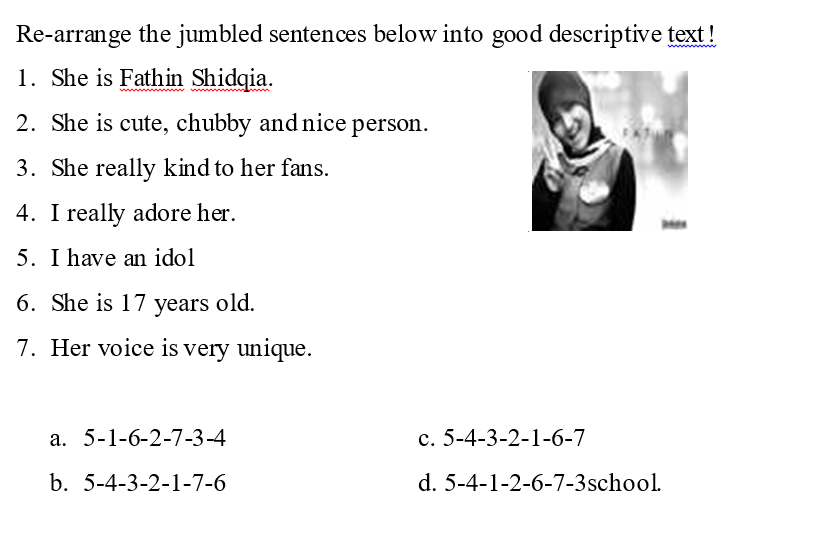 Re-arrange the jumbled sentences below into good descriptive text!
1. She is Fathin Shidqia.
2. She is cute, chubby and nice person.
3. She really kind to her fans.
4. I really adore her.
5. I have an idol
6. She is 17 years old.
7. Her voice is very unique.
FATIN
a. 5-1-6-2-7-3-4
c. 5-4-3-2-1-6-7
b. 5-4-3-2-1-7-6
d. 5-4-1-2-6-7-3school.